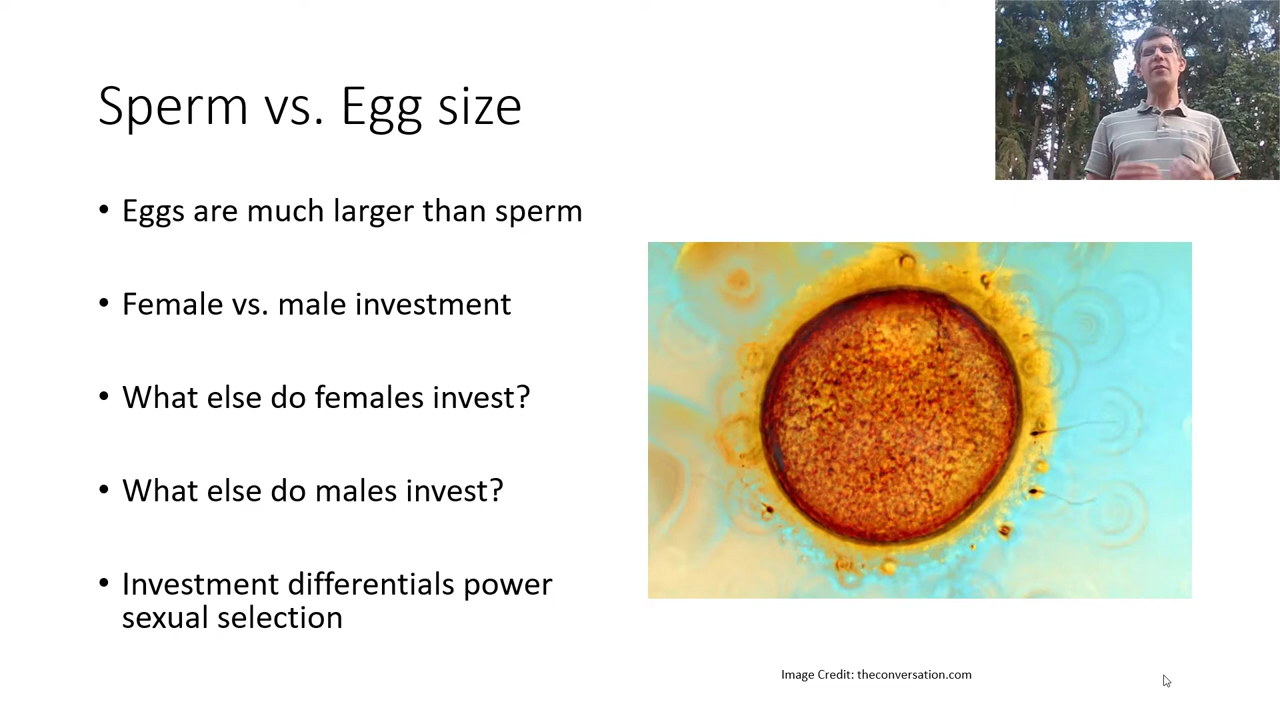 Sperm vs. Egg size
• Eggs are much larger than sperm
• Female vs. male investment
• What else do females invest?
• What else do males invest?
• Investment differentials power
sexual selection
Image Credit: theconversation.com